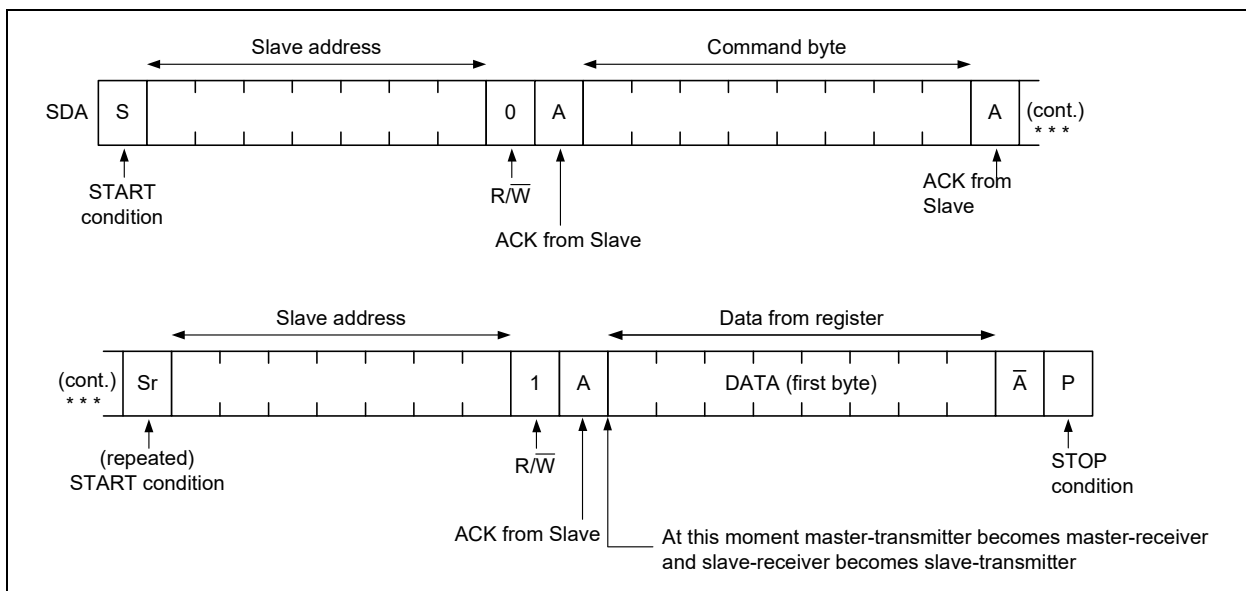 Slave address
Command byte
SDA
S
0
A
A
(cont.)
* * *
START
condition
R/W̅
ACK from Slave
ACK from
Slave
Slave address
Data from register
(cont.)
* * *
Sr
1
A
DATA (first byte)
A̅
P
(repeated)
START condition
R/W̅
ACK from Slave
STOP
condition
At this moment master-transmitter becomes master-receiver
and slave-receiver becomes slave-transmitter